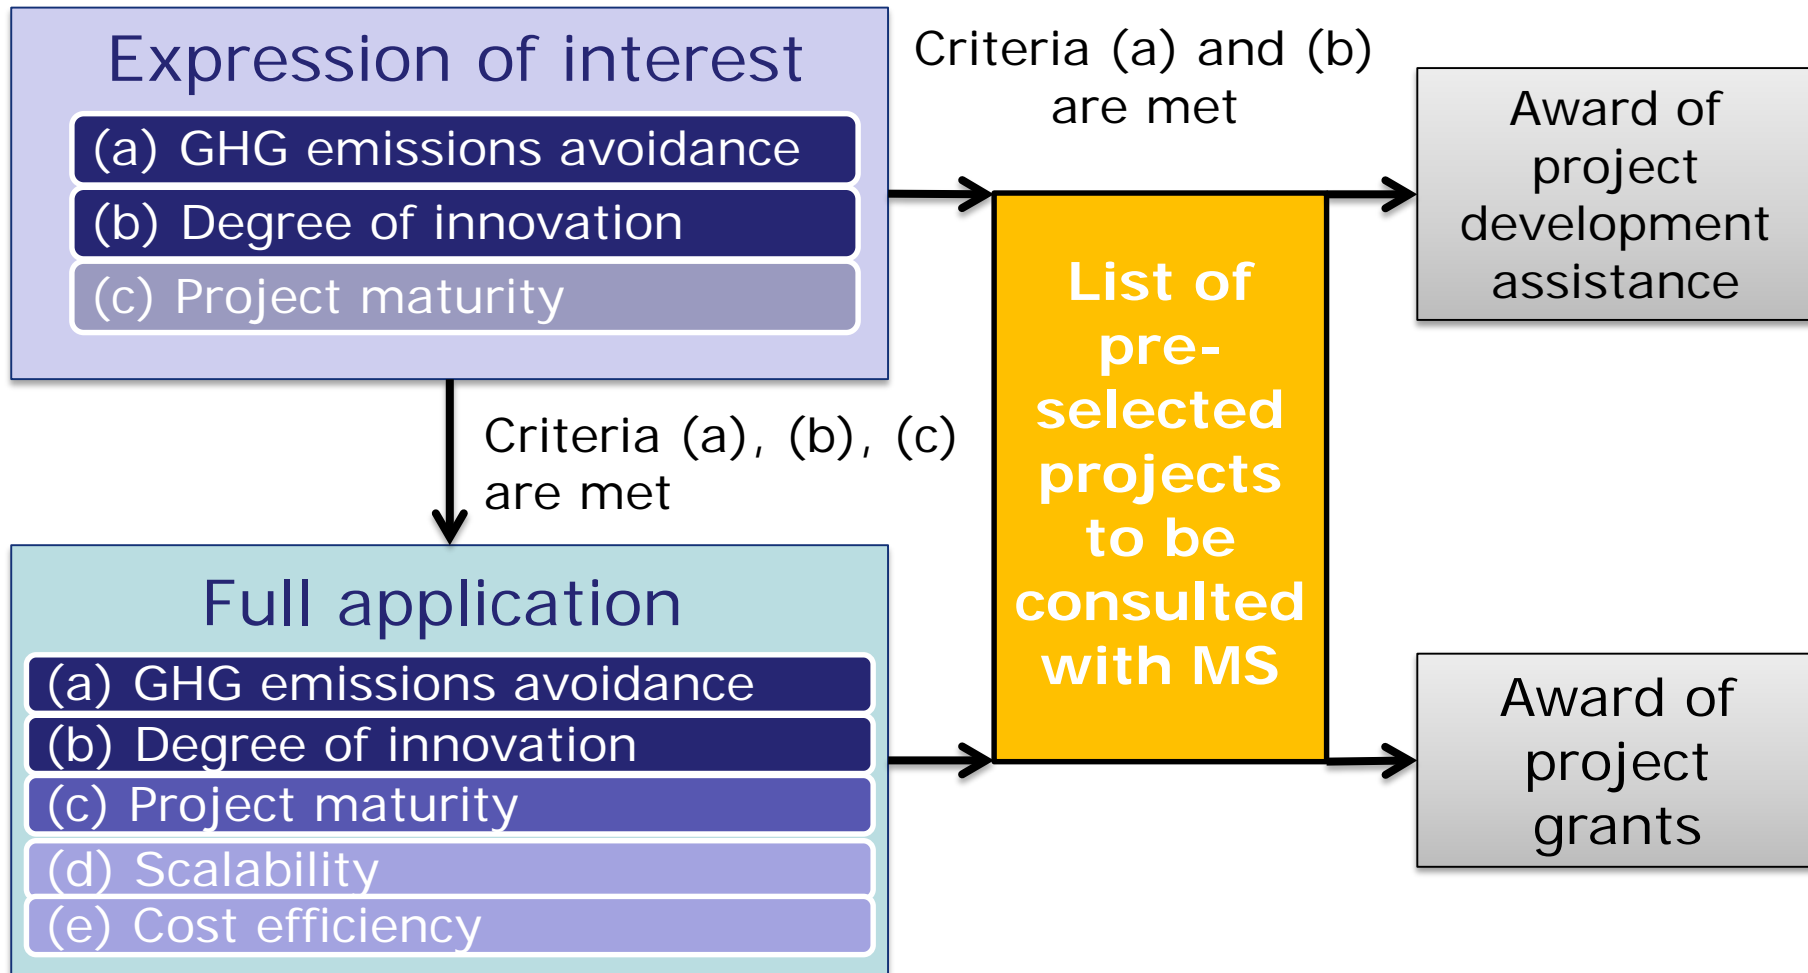 Expression of interest
(a) GHG emissions avoidance
(b) Degree of innovation
(c) Project maturity
Criteria (a) and (b)
are met
Award of
project
development
assistance
Criteria (a), (b), (c)
are met
List of
pre-
selected
projects
to be
consulted
with MS
Full application
(a) GHG emissions avoidance
(b) Degree of innovation
(c) Project maturity
(d) Scalability
(e) Cost efficiency
Award of
project
grants